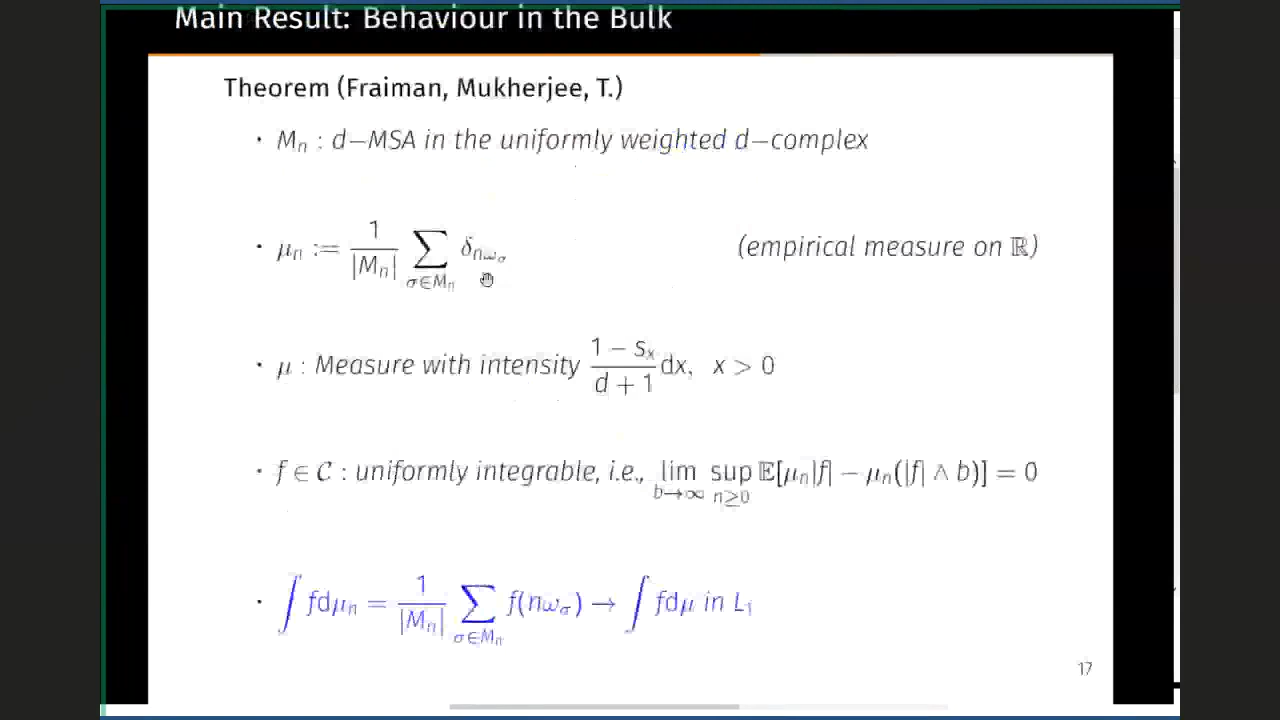 Main Result: Behaviour in the Bulk
Theorem (Fraiman, Mukherjee, T.)
· Mₙ : d−MSA in the uniformly weighted d−complex
· μₙ := 1/|Mₙ| ∑_{σ∈Mₙ} δ_{nω_σ} (empirical measure on ℝ)
· μ : Measure with intensity (1 − sₓ)/(d + 1) dx, x > 0
· f ∈ 𝒞 : uniformly integrable, i.e., lim_{b→∞} sup_{n≥0} 𝔼[μₙ|f| − μₙ(|f| ∧ b)] = 0
· ∫ fdμₙ = 1/|Mₙ| ∑_{σ∈Mₙ} f(nω_σ) → ∫ fdμ in L₁
17